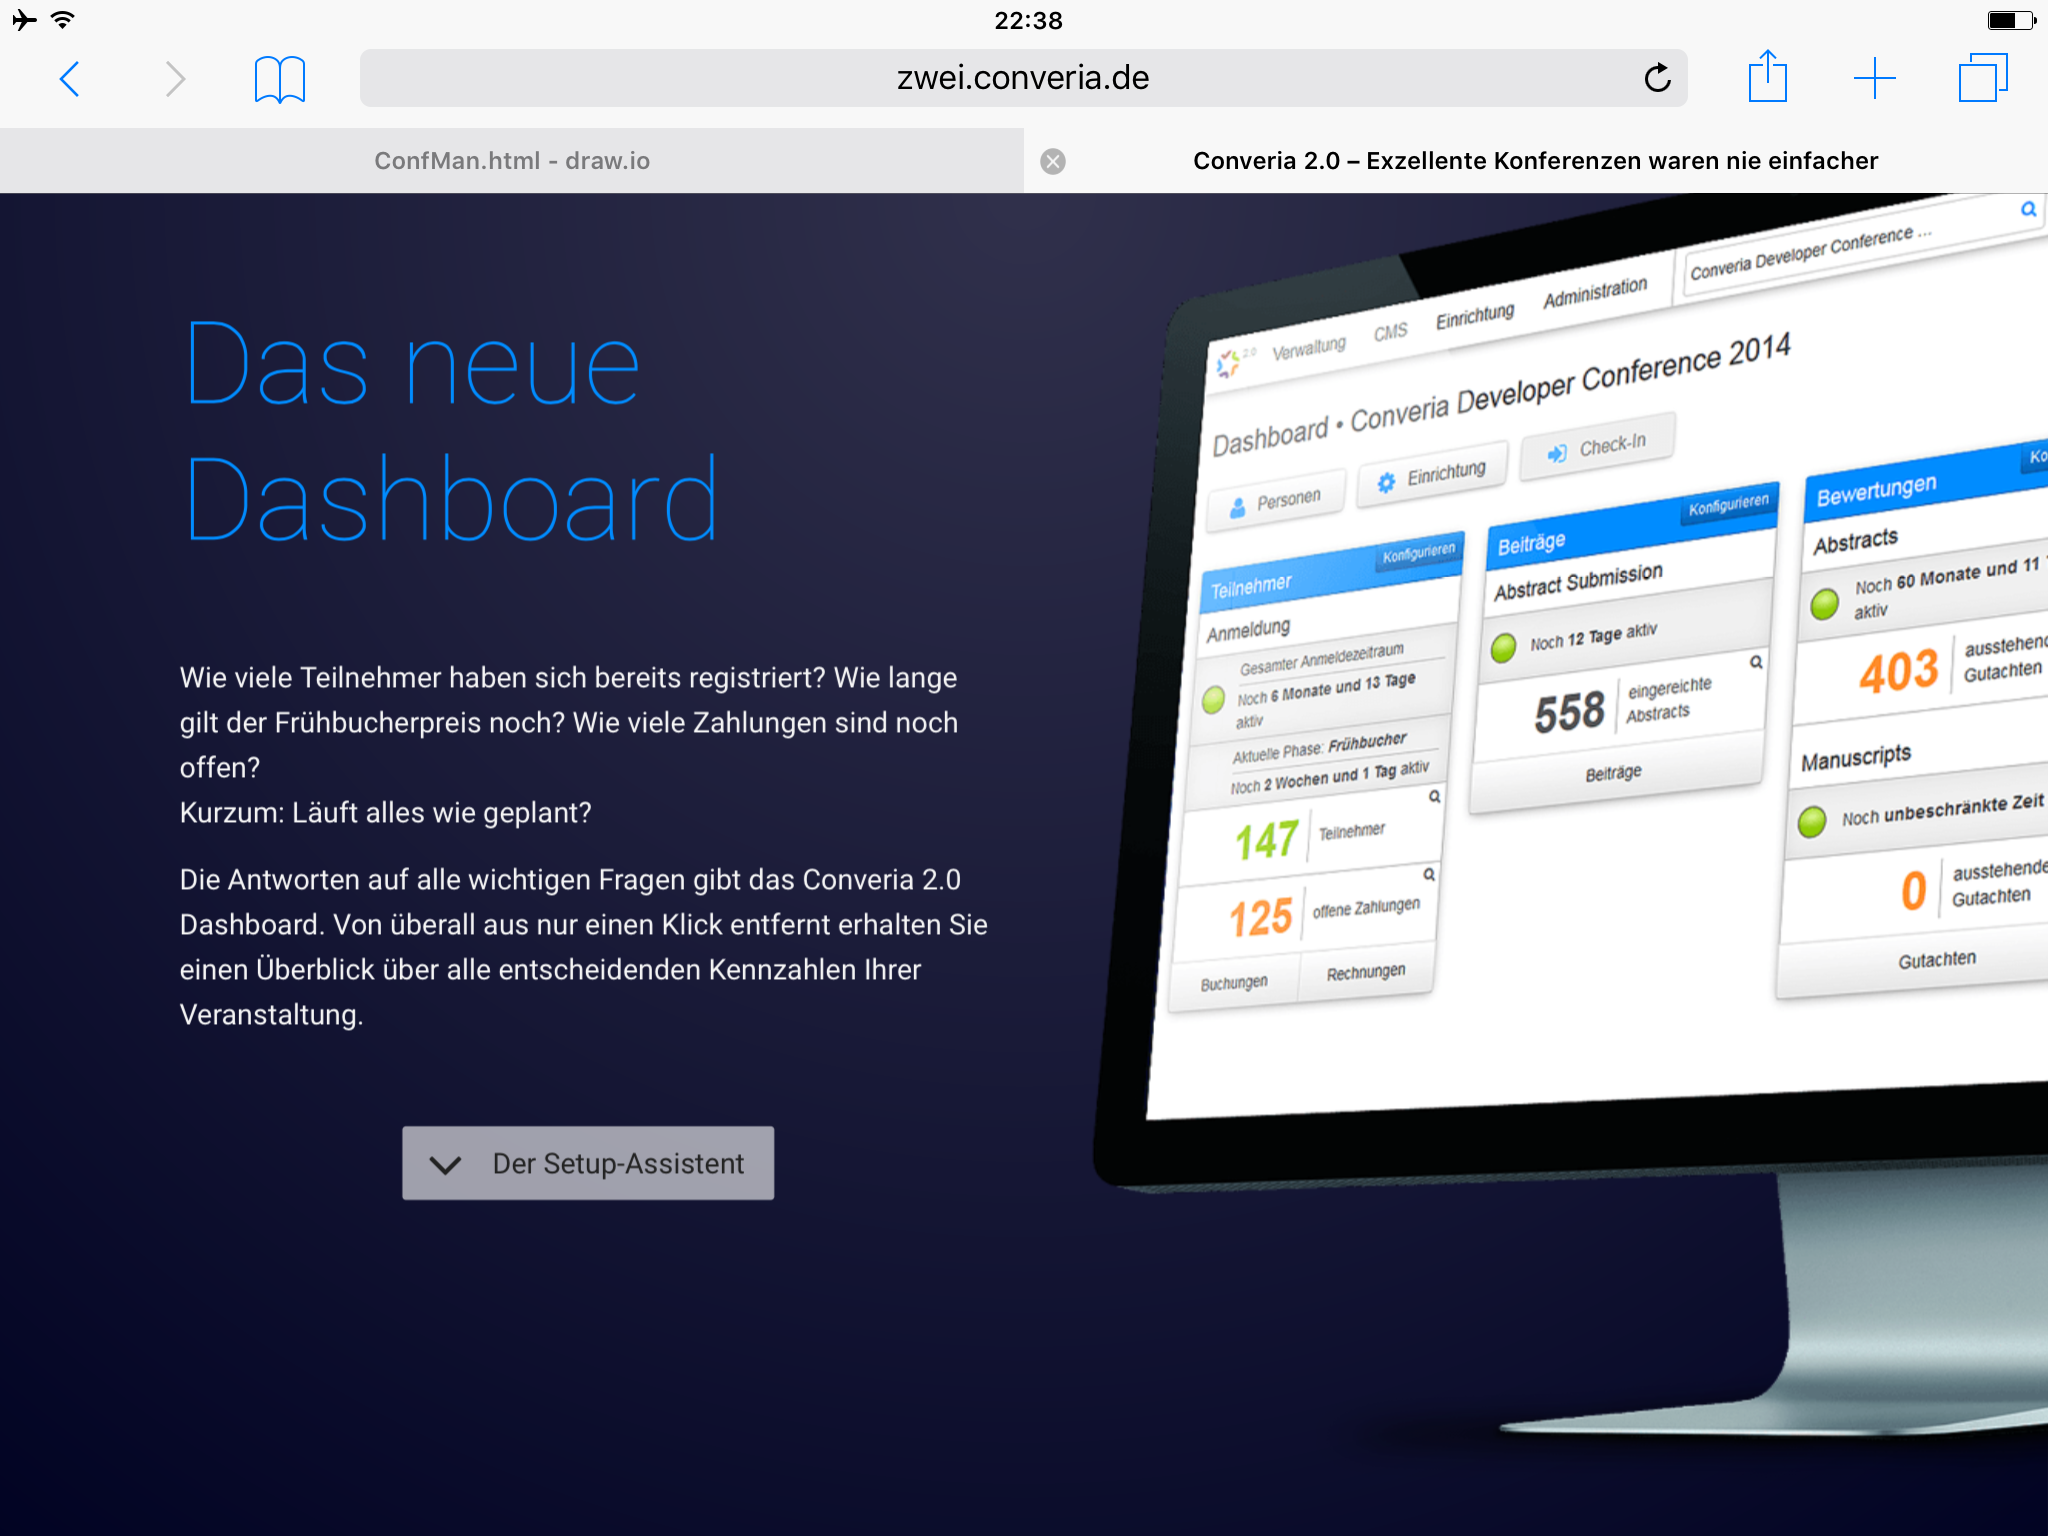 22:38
zwei.converia.de
ConfMan.html - draw.io
Converia 2.0 – Exzellente Konferenzen waren nie einfacher
Das neue
Dashboard
Wie viele Teilnehmer haben sich bereits registriert? Wie lange
gilt der Frühbucherpreis noch? Wie viele Zahlungen sind noch
offen?
Kurzum: Läuft alles wie geplant?
Die Antworten auf alle wichtigen Fragen gibt das Converia 2.0
Dashboard. Von überall aus nur einen Klick entfernt erhalten Sie
einen Überblick über alle entscheidenden Kennzahlen Ihrer
Veranstaltung.
Der Setup-Assistent
2.0 Verwaltung CMS Einrichtung Administration Converia Developer Conference ...
Dashboard • Converia Developer Conference 2014
Personen Einrichtung Check-In
Teilnehmer Konfigurieren
Anmeldung
Gesamter Anmeldezeitraum
Noch 6 Monate und 13 Tage
aktiv
Aktuelle Phase: Frühbucher
Noch 2 Wochen und 1 Tag aktiv
147 Teilnehmer
125 offene Zahlungen
Buchungen Rechnungen
Beiträge Konfigurieren
Abstract Submission
Noch 12 Tage aktiv
558 eingereichte
Abstracts
Beiträge
Bewertungen Ko
Abstracts
Noch 60 Monate und 11
aktiv
403 ausstehend
Gutachten
Manuscripts
Noch unbeschränkte Zeit
0 ausstehende
Gutachten
Gutachten